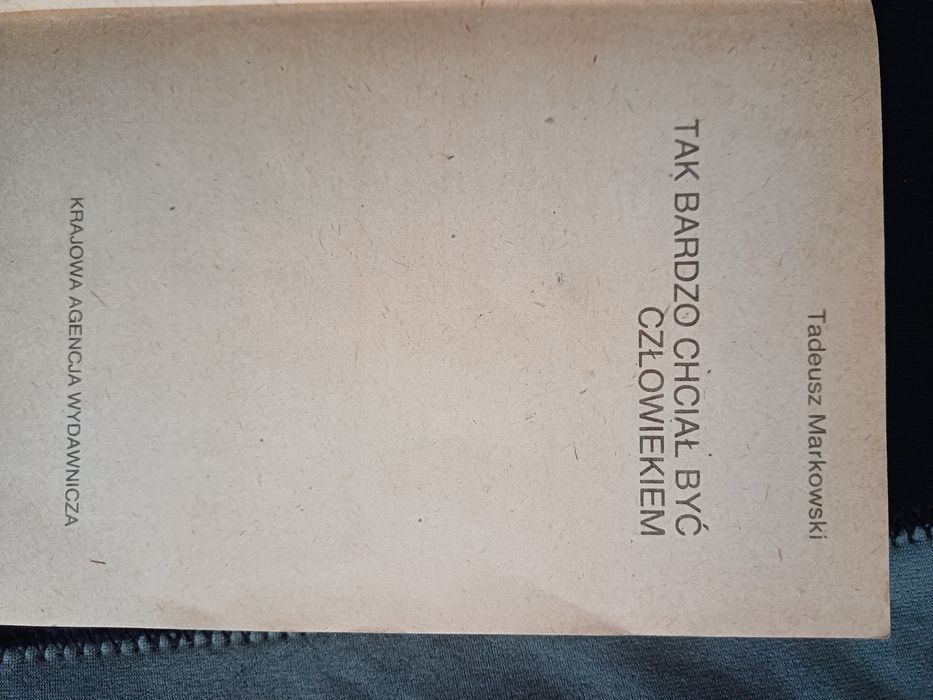 Tadeusz Markowski
TAK BARDZO CHCIAŁ BYĆ
CZŁOWIEKIEM
KRAJOWA AGENCJA WYDAWNICZA